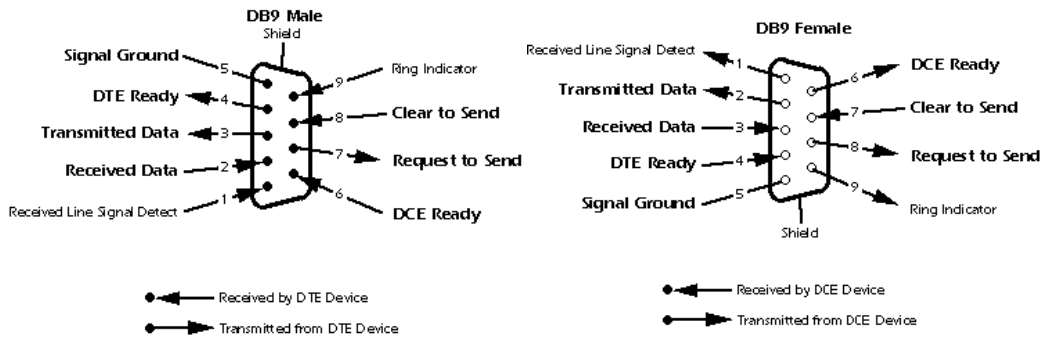 DB9 Male
Shield
Signal Ground
5
9
Ring Indicator
DTE Ready
4
8
Clear to Send
Transmitted Data
3
7
Request to Send
Received Data
2
6
DCE Ready
Received Line Signal Detect
1
Received by DTE Device
Transmitted from DTE Device
DB9 Female
Received Line Signal Detect
1
6
DCE Ready
Transmitted Data
2
7
Clear to Send
Received Data
3
8
Request to Send
DTE Ready
4
9
Ring Indicator
Signal Ground
5
Shield
Received by DCE Device
Transmitted from DCE Device